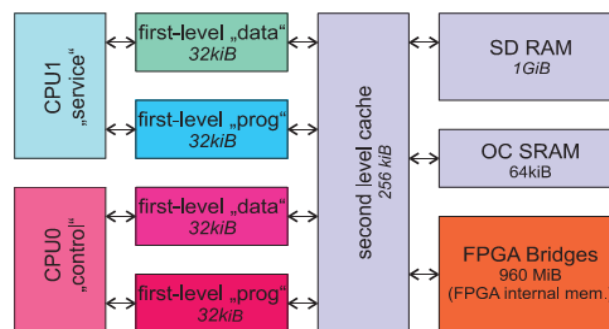 CPU1
„service“
first-level „data“
32kiB
first-level „prog“
32kiB
CPU0
„control“
first-level „data“
32kiB
first-level „prog“
32kiB
second level cache
256 kiB
SD RAM
1GiB
OC SRAM
64kiB
FPGA Bridges
960 MiB
(FPGA internal mem.)